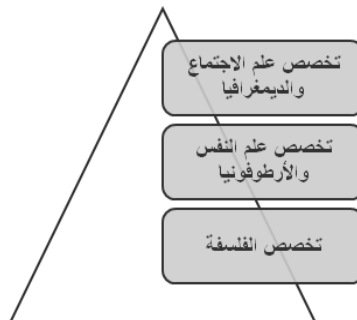 تخصص علم الاجتماع
والديمغرافيا
تخصص علم النفس
والأرطوفونيا
تخصص الفلسفة